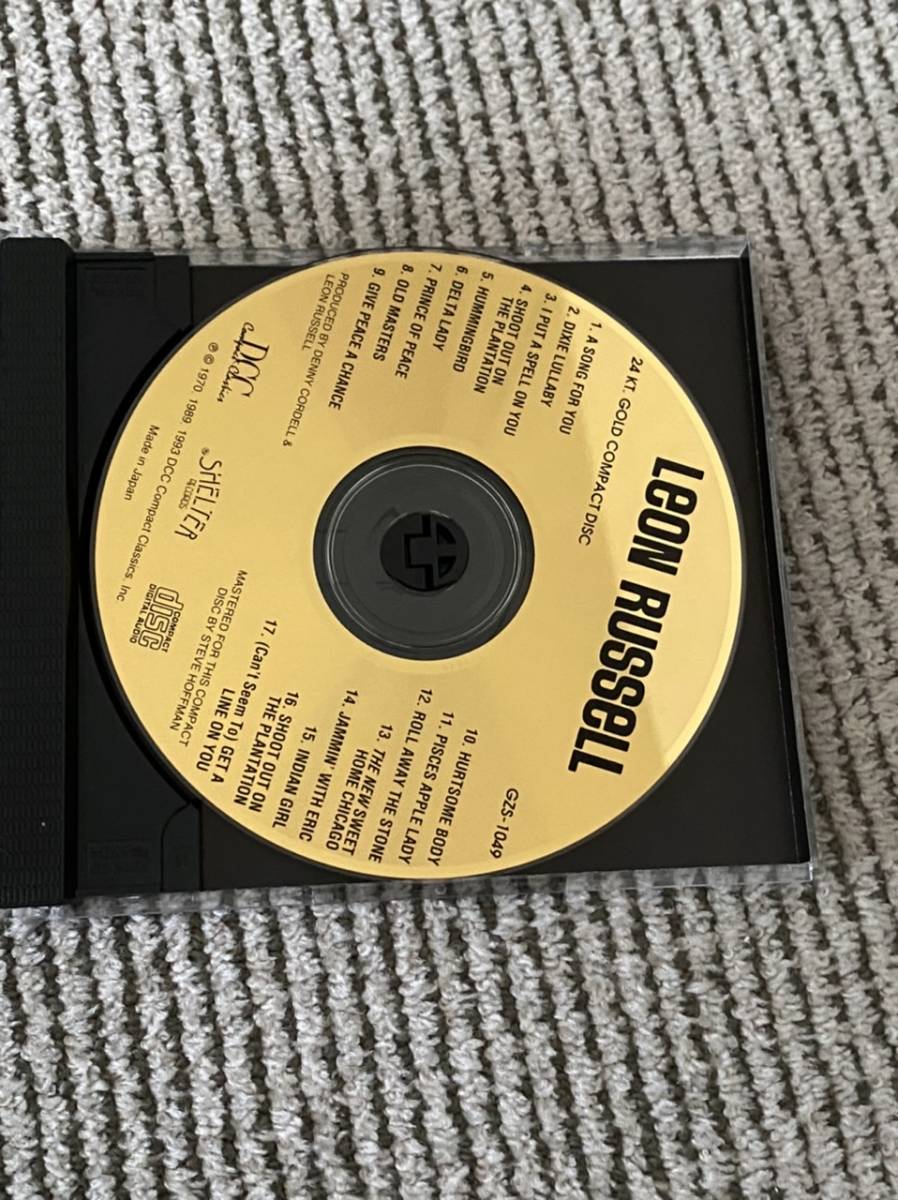 LEON RUSSELL
24 KT. GOLD COMPACT DISC
GZS-1049
1. A SONG FOR YOU
2. DIXIE LULLABY
3. I PUT A SPELL ON YOU
4. SHOOT OUT ON
THE PLANTATION
5. HUMMINGBIRD
6. DELTA LADY
7. PRINCE OF PEACE
8. OLD MASTERS
9. GIVE PEACE A CHANCE
PRODUCED BY DENNY CORDELL &
LEON RUSSELL
10. HURTSOME BODY
11. PISCES APPLE LADY
12. ROLL AWAY THE STONE
13. THE NEW SWEET
HOME CHICAGO
14. JAMMIN' WITH ERIC
15. INDIAN GIRL
16. SHOOT OUT ON
THE PLANTATION
17. (Can't Seem To) GET A
LINE ON YOU
MASTERED FOR THIS COMPACT
DISC BY STEVE HOFFMAN
DCC
Compact Classics
® SHELTER
RECORDS
COMPACT
disc
DIGITAL AUDIO
℗ © 1970, 1989, 1993 DCC Compact Classics, Inc.
Made in Japan